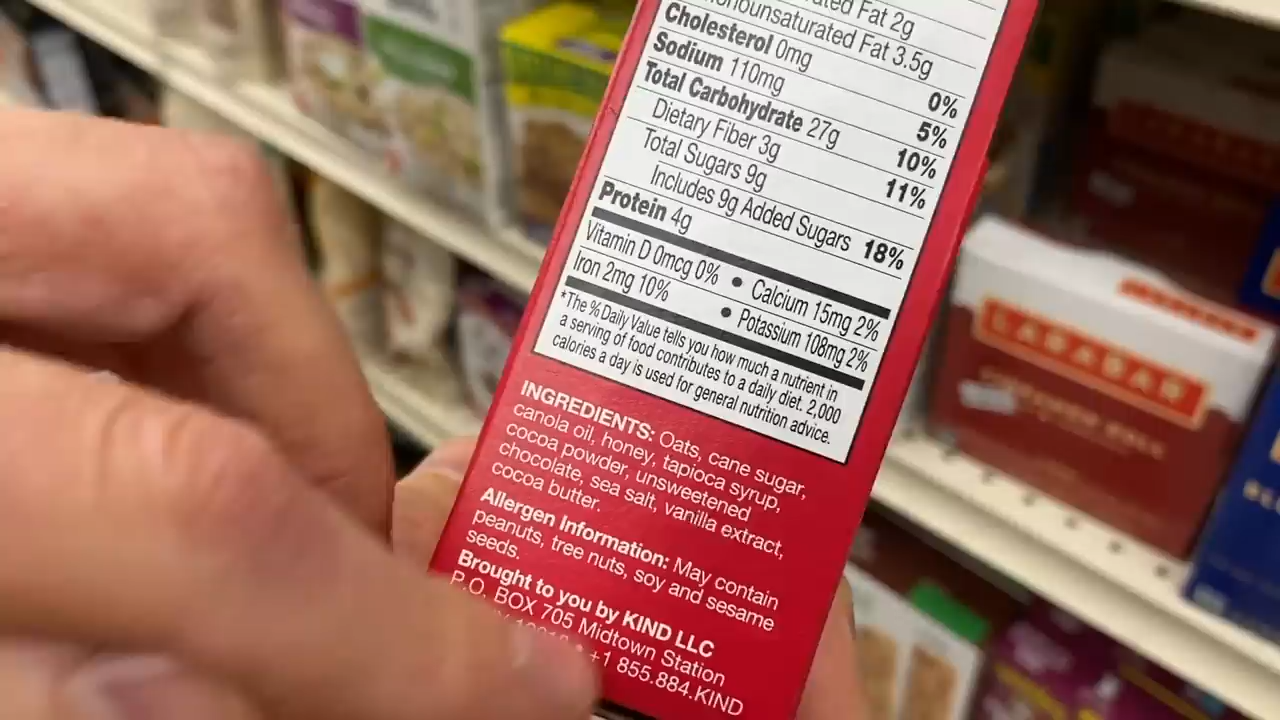 ated Fat 2g
onounsaturated Fat 3.5g
Cholesterol 0mg 0%
Sodium 110mg 5%
Total Carbohydrate 27g 10%
Dietary Fiber 3g 11%
Total Sugars 9g
Includes 9g Added Sugars 18%
Protein 4g
Vitamin D 0mcg 0% • Calcium 15mg 2%
Iron 2mg 10% • Potassium 108mg 2%
*The % Daily Value tells you how much a nutrient in
a serving of food contributes to a daily diet. 2,000
calories a day is used for general nutrition advice.
INGREDIENTS: Oats, cane sugar,
canola oil, honey, tapioca syrup,
cocoa powder, unsweetened
chocolate, sea salt, vanilla extract,
cocoa butter.
Allergen Information: May contain
peanuts, tree nuts, soy and sesame
seeds.
Brought to you by KIND LLC
P.O. BOX 705 Midtown Station
+1 855.884.KIND
LÄRABAR